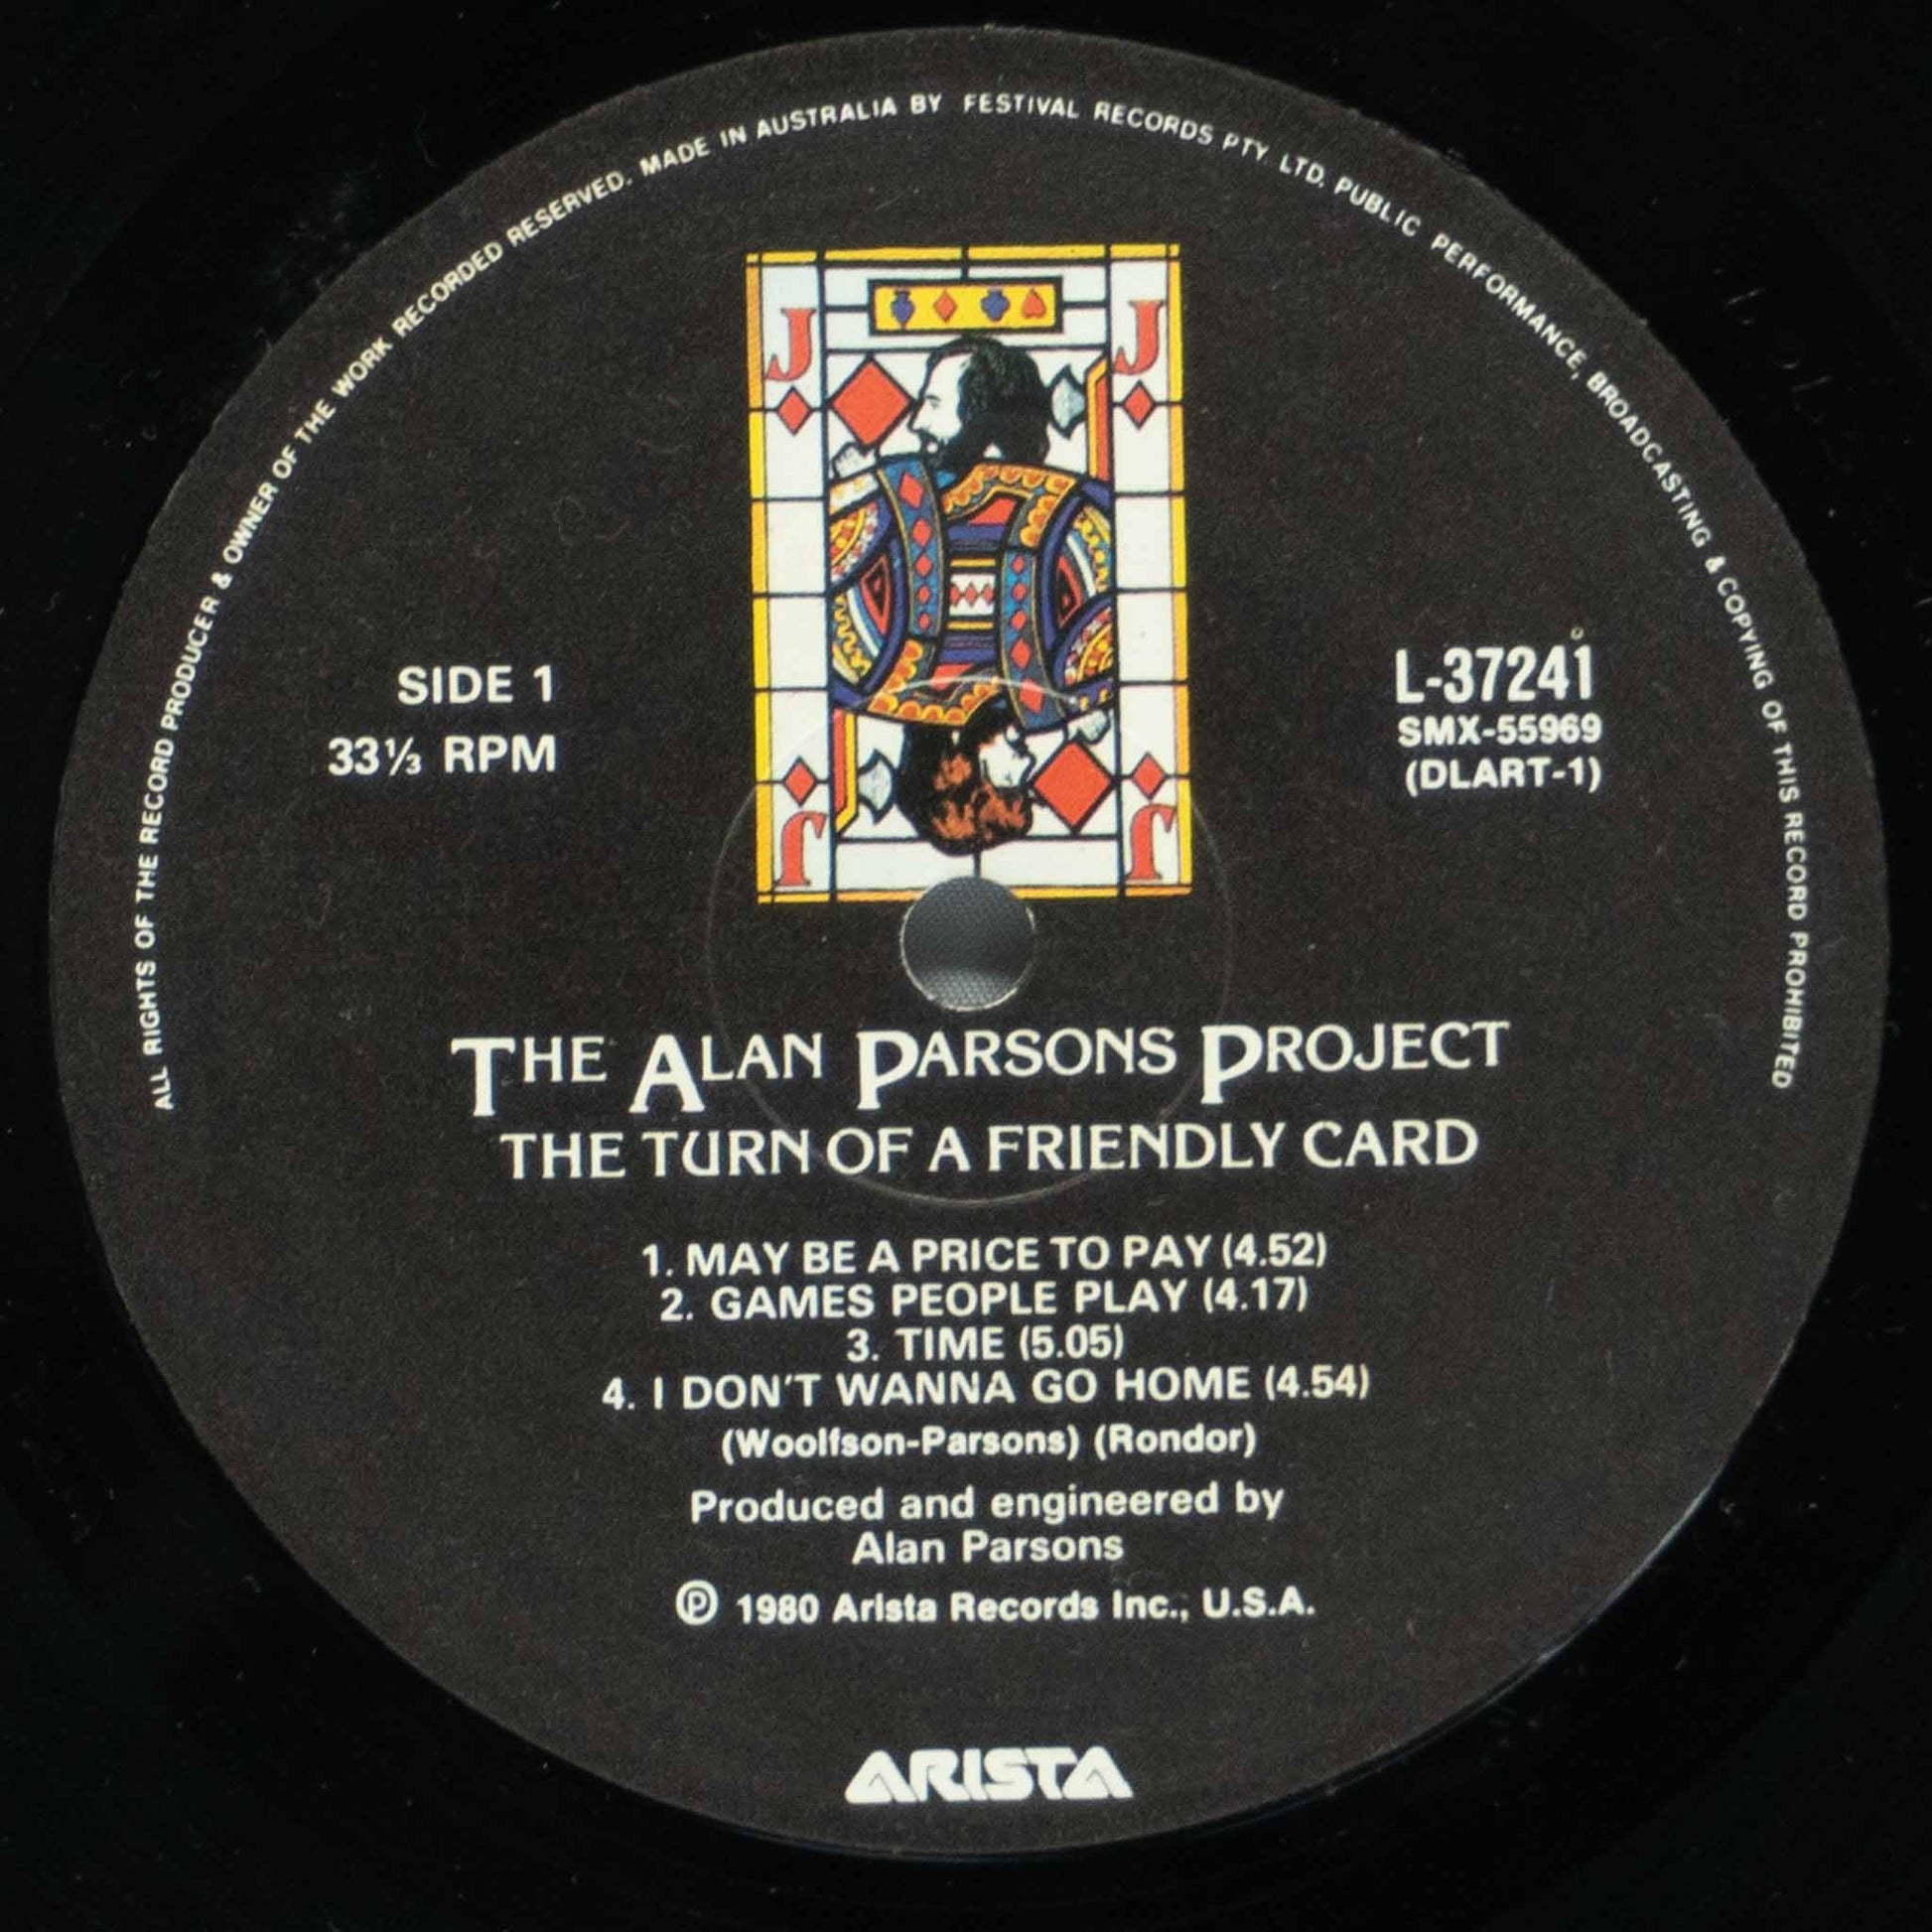 ALL RIGHTS OF THE RECORD PRODUCER & OWNER OF THE WORK RECORDED RESERVED. MADE IN AUSTRALIA BY FESTIVAL RECORDS PTY LTD. PUBLIC PERFORMANCE, BROADCASTING & COPYING OF THIS RECORD PROHIBITED
J J
SIDE 1
33⅓ RPM
L-37241
SMX-55969
(DLART-1)
J J
THE ALAN PARSONS PROJECT
THE TURN OF A FRIENDLY CARD
1. MAY BE A PRICE TO PAY (4.52)
2. GAMES PEOPLE PLAY (4.17)
3. TIME (5.05)
4. I DON'T WANNA GO HOME (4.54)
(Woolfson-Parsons) (Rondor)
Produced and engineered by
Alan Parsons
℗ 1980 Arista Records Inc., U.S.A.
ARISTA